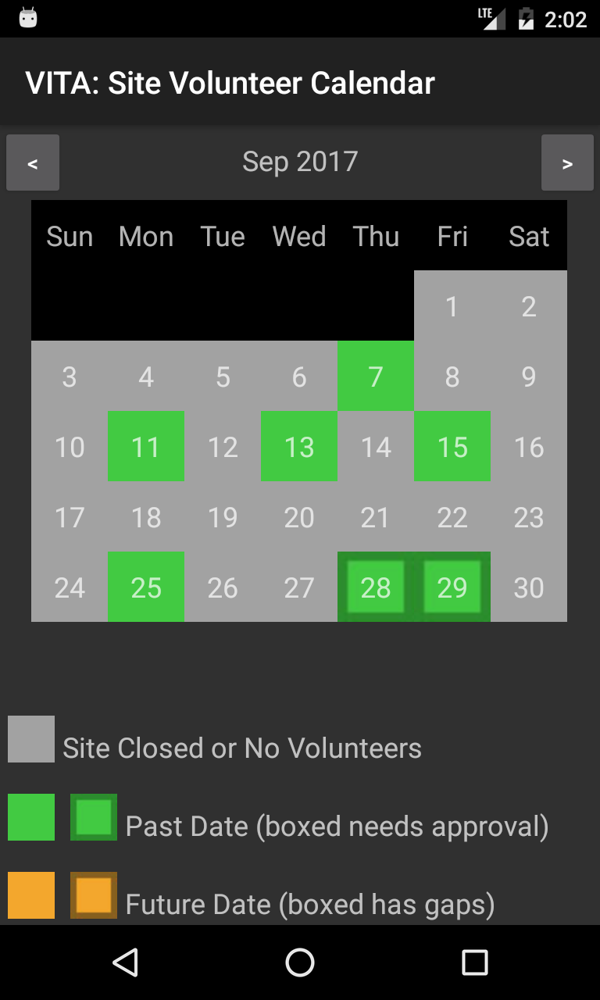 LTE 2:02
VITA: Site Volunteer Calendar
< Sep 2017 >
Sun Mon Tue Wed Thu Fri Sat
1 2
3 4 5 6 7 8 9
10 11 12 13 14 15 16
17 18 19 20 21 22 23
24 25 26 27 28 29 30
Site Closed or No Volunteers
Past Date (boxed needs approval)
Future Date (boxed has gaps)